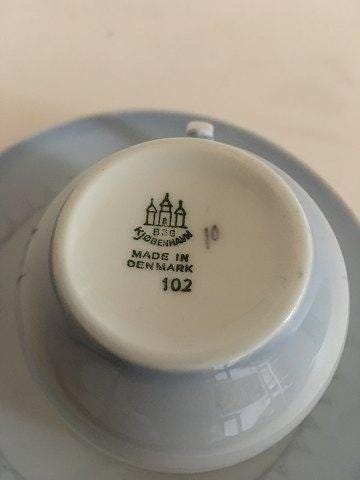 B&G
KJØBENHAVN
10
MADE IN
DENMARK
102